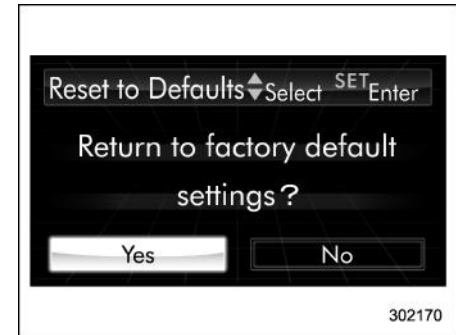 Reset to Defaults Select SET Enter
Return to factory default
settings?
Yes No
302170